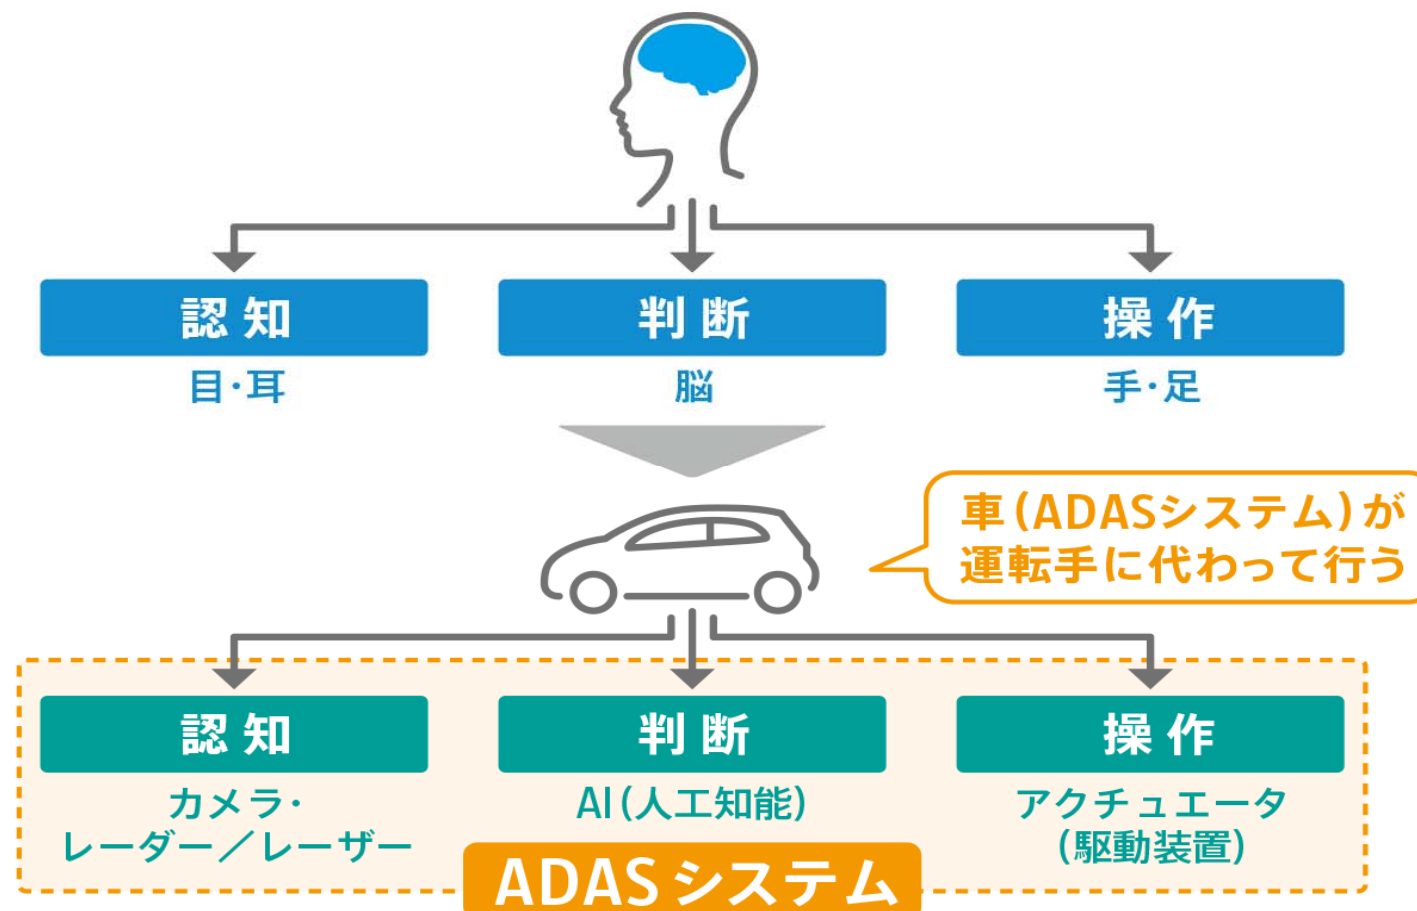 認知
判断
操作
目・耳
脳
手・足
車(ADASシステム)が
運転手に代わって行う
認知
判断
操作
カメラ・
レーダー／レーザー
AI(人工知能)
アクチュエータ
(駆動装置)
ADASシステム